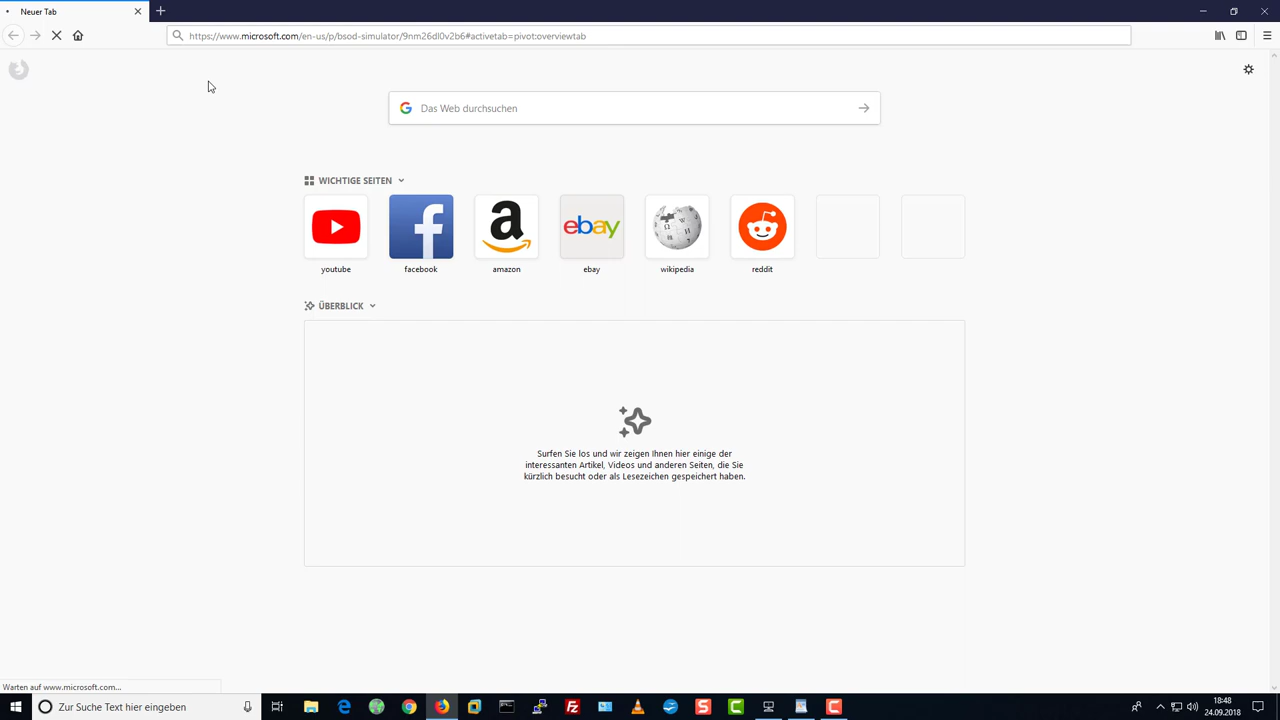 Neuer Tab
https://www.microsoft.com/en-us/p/bsod-simulator/9nm26dl0v2b6#activetab=pivot:overviewtab
Das Web durchsuchen
WICHTIGE SEITEN
ebay
youtube
facebook
amazon
ebay
wikipedia
reddit
ÜBERBLICK
Surfen Sie los und wir zeigen Ihnen hier einige der
interessanten Artikel, Videos und anderen Seiten, die Sie
kürzlich besucht oder als Lesezeichen gespeichert haben.
Warten auf www.microsoft.com...
Zur Suche Text hier eingeben
18:48
24.09.2018